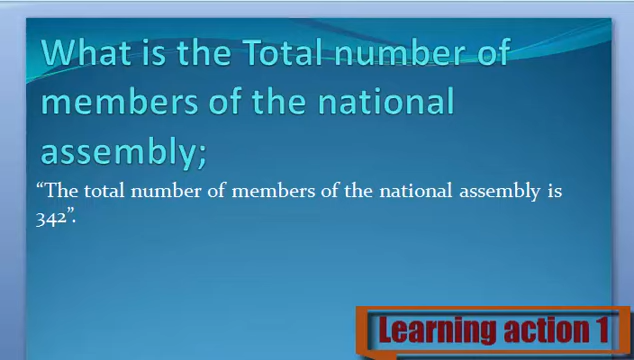 What is the Total number of
members of the national
assembly;
“The total number of members of the national assembly is
342”.
Learning action 1